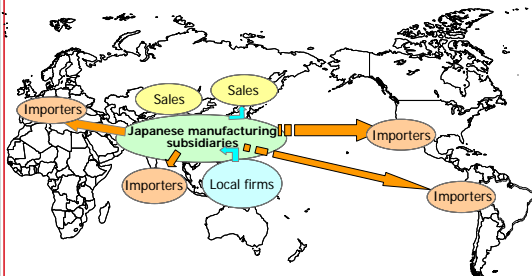 Sales
Sales
Importers
Japanese manufacturing
subsidiaries
Importers
Importers
Local firms
Importers